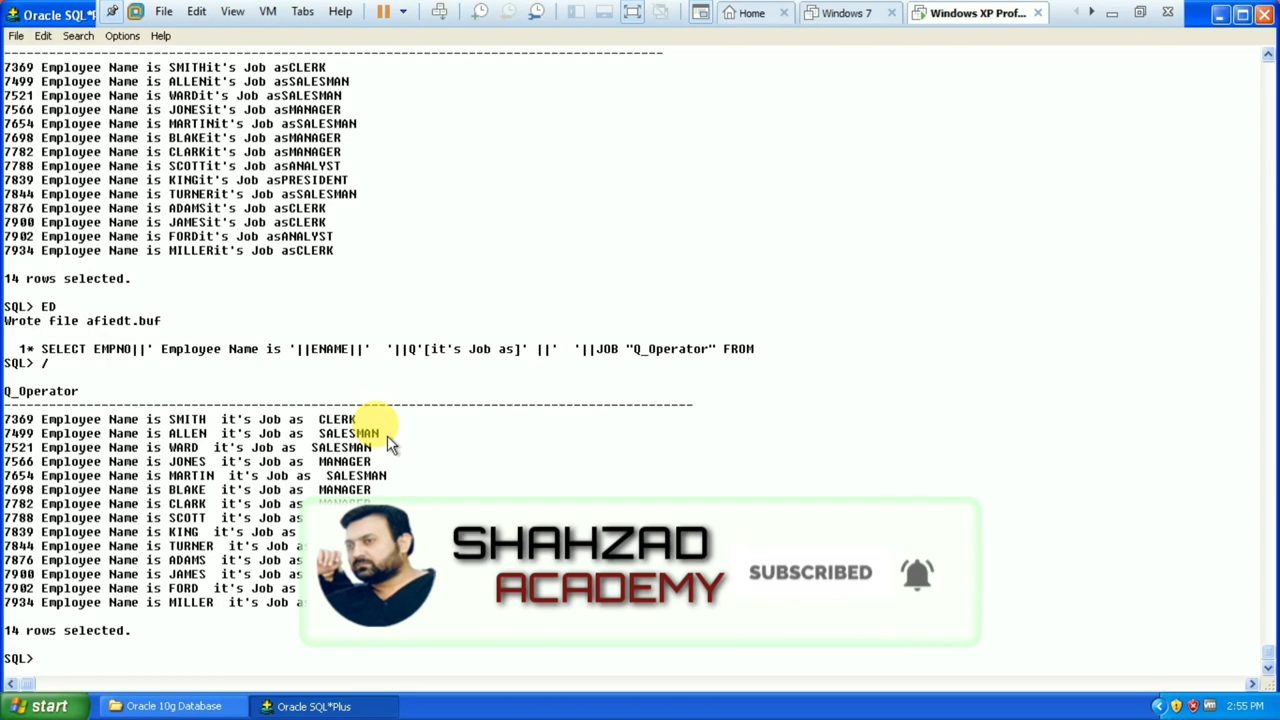 Oracle SQL*Plus File Edit View VM Tabs Help Home Windows 7 Windows XP Prof...
File Edit Search Options Help
--------------------------------------------------------------------------------
7369 Employee Name is SMITHit's Job asCLERK
7499 Employee Name is ALLENit's Job asSALESMAN
7521 Employee Name is WARDit's Job asSALESMAN
7566 Employee Name is JONESit's Job asMANAGER
7654 Employee Name is MARTINit's Job asSALESMAN
7698 Employee Name is BLAKEit's Job asMANAGER
7782 Employee Name is CLARKit's Job asMANAGER
7788 Employee Name is SCOTTit's Job asANALYST
7839 Employee Name is KINGit's Job asPRESIDENT
7844 Employee Name is TURNERit's Job asSALESMAN
7876 Employee Name is ADAMSit's Job asCLERK
7900 Employee Name is JAMESit's Job asCLERK
7902 Employee Name is FORDit's Job asANALYST
7934 Employee Name is MILLERit's Job asCLERK
14 rows selected.
SQL> ED
Wrote file afiedt.buf
1* SELECT EMPNO||' Employee Name is '||ENAME||'  '||Q'[it's Job as]' ||'  '||JOB "Q_Operator" FROM
SQL> /
Q_Operator
--------------------------------------------------------------------------------
7369 Employee Name is SMITH  it's Job as  CLERK
7499 Employee Name is ALLEN  it's Job as  SALESMAN
7521 Employee Name is WARD  it's Job as  SALESMAN
7566 Employee Name is JONES  it's Job as  MANAGER
7654 Employee Name is MARTIN  it's Job as  SALESMAN
7698 Employee Name is BLAKE  it's Job as  MANAGER
7782 Employee Name is CLARK  it's Job as
7788 Employee Name is SCOTT  it's Job as
7839 Employee Name is KING  it's Job as
7844 Employee Name is TURNER  it's Job
7876 Employee Name is ADAMS  it's Job as
7900 Employee Name is JAMES  it's Job as
7902 Employee Name is FORD  it's Job as
7934 Employee Name is MILLER  it's Job
SHAHZAD
ACADEMY
SUBSCRIBED
14 rows selected.
SQL>
start Oracle 10g Database Oracle SQL*Plus 2:55 PM